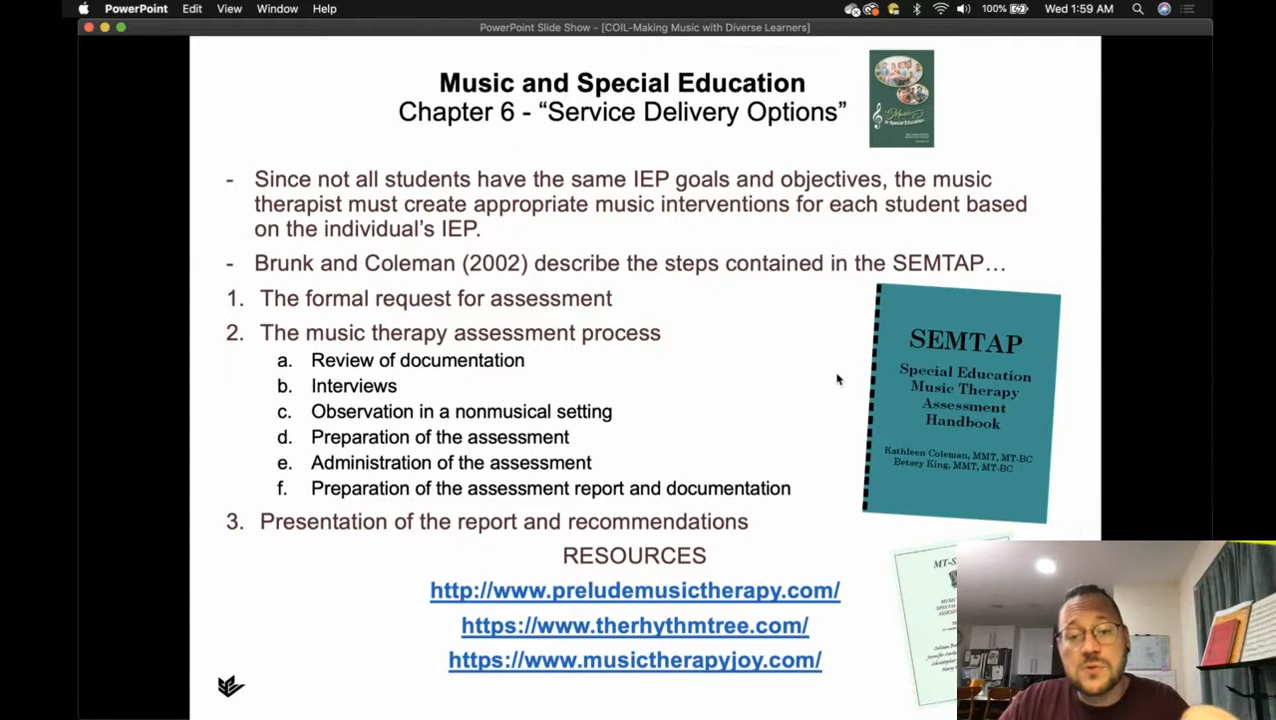 PowerPoint Edit View Window Help 100% Wed 1:59 AM
PowerPoint Slide Show - [COIL-Making Music with Diverse Learners]
Music and Special Education
Chapter 6 - “Service Delivery Options”
Music
in Special Education
- Since not all students have the same IEP goals and objectives, the music
therapist must create appropriate music interventions for each student based
on the individual’s IEP.
- Brunk and Coleman (2002) describe the steps contained in the SEMTAP…
1. The formal request for assessment
2. The music therapy assessment process
a. Review of documentation
b. Interviews
c. Observation in a nonmusical setting
d. Preparation of the assessment
e. Administration of the assessment
f. Preparation of the assessment report and documentation
3. Presentation of the report and recommendations
SEMTAP
Special Education
Music Therapy
Assessment
Handbook
Kathleen Coleman, MMT, MT-BC
Betsey King, MMT, MT-BC
RESOURCES
http://www.preludemusictherapy.com/
https://www.therhythmtree.com/
https://www.musictherapyjoy.com/